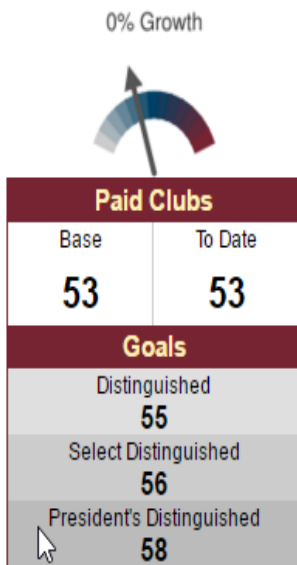 0% Growth
Paid Clubs
Base To Date
53 53
Goals
Distinguished
55
Select Distinguished
56
President's Distinguished
58